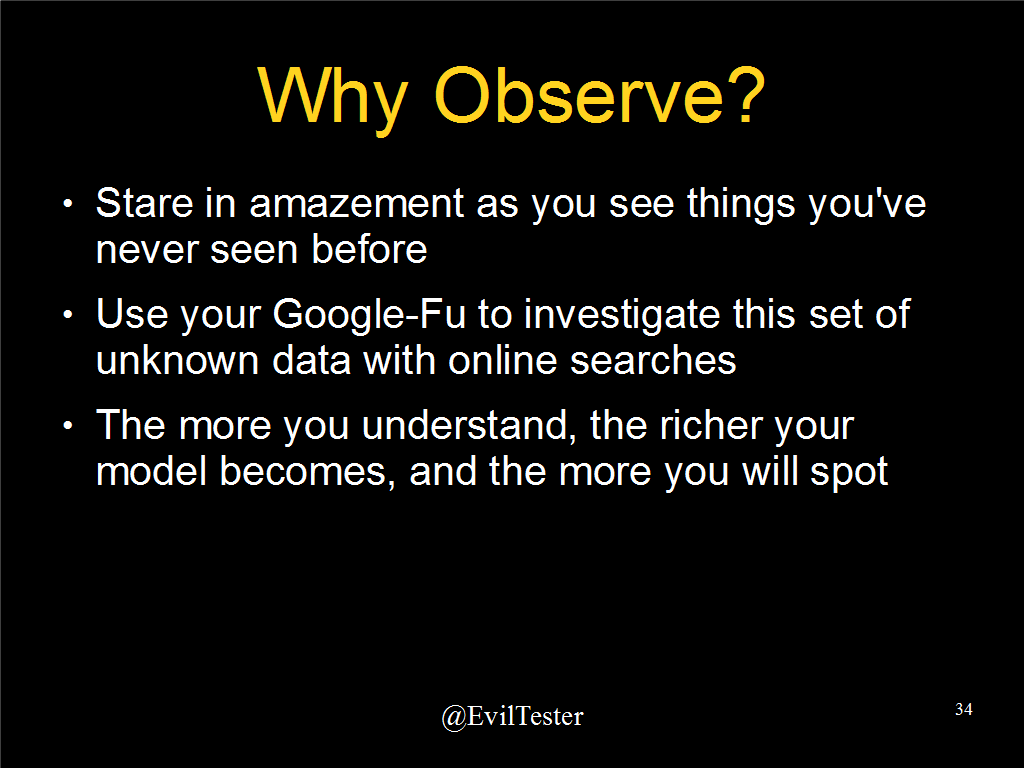 Why Observe?
• Stare in amazement as you see things you've
never seen before
• Use your Google-Fu to investigate this set of
unknown data with online searches
• The more you understand, the richer your
model becomes, and the more you will spot
@EvilTester
34